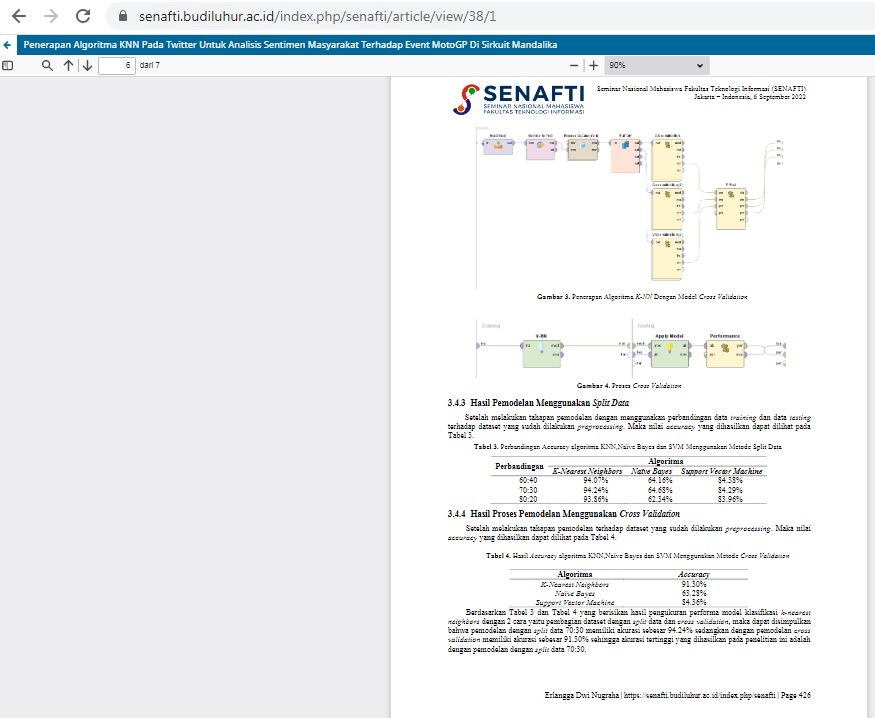 senafti.budiluhur.ac.id/index.php/senafti/article/view/38/1
Penerapan Algoritma KNN Pada Twitter Untuk Analisis Sentimen Masyarakat Terhadap Event MotoGP Di Sirkuit Mandalika
6 dari 7
90%
SENAFTI
SEMINAR NASIONAL MAHASISWA
FAKULTAS TEKNOLOGI INFORMASI
Seminar Nasional Mahasiswa Fakultas Teknologi Informasi (SENAFTI)
Jakarta – Indonesia, 6 September 2022
Multiply
Cross validation
T-Test
Gambar 3. Penerapan Algoritma K-NN Dengan Model Cross Validation
Training
Testing
k-NN
Apply Model
Performance
Gambar 4. Proses Cross Validation
3.4.3 Hasil Pemodelan Menggunakan Split Data
Setelah melakukan tahapan pemodelan dengan menggunakan perbandingan data training dan data testing
terhadap dataset yang sudah dilakukan preprocessing. Maka nilai accuracy yang dihasilkan dapat dilihat pada
Tabel 3.
Tabel 3. Perbandingan Accuracy algoritma KNN,Naïve Bayes dan SVM Menggunakan Metode Split Data
Perbandingan Algoritma
K-Nearest Neighbors Naïve Bayes Support Vector Machine
60:40 94.07% 64.16% 84.38%
70:30 94.24% 64.68% 84.29%
80:20 93.86% 62.34% 83.96%
3.4.4 Hasil Proses Pemodelan Menggunakan Cross Validation
Setelah melakukan tahapan pemodelan terhadap dataset yang sudah dilakukan preprocessing. Maka nilai
accuracy yang dihasilkan dapat dilihat pada Tabel 4.
Tabel 4. Hasil Accuracy algoritma KNN,Naïve Bayes dan SVM Menggunakan Metode Cross Validation
Algoritma Accuracy
K-Nearest Neighbors 91.30%
Naïve Bayes 63.28%
Support Vector Machine 84.36%
Berdasarkan Tabel 3 dan Tabel 4 yang berisikan hasil pengukuran performa model klasifikasi k-nearest
neighbors dengan 2 cara yaitu pembagian dataset dengan split data dan cross validation, maka dapat disimpulkan
bahwa pemodelan dengan split data 70:30 memiliki akurasi sebesar 94.24% sedangkan dengan pemodelan cross
validation memiliki akurasi sebesar 91.30% sehingga akurasi tertinggi yang dihasilkan pada penelitian ini adalah
dengan pemodelan dengan split data 70:30.
Erlangga Dwi Nugraha | https://senafti.budiluhur.ac.id/index.php/senafti | Page 426